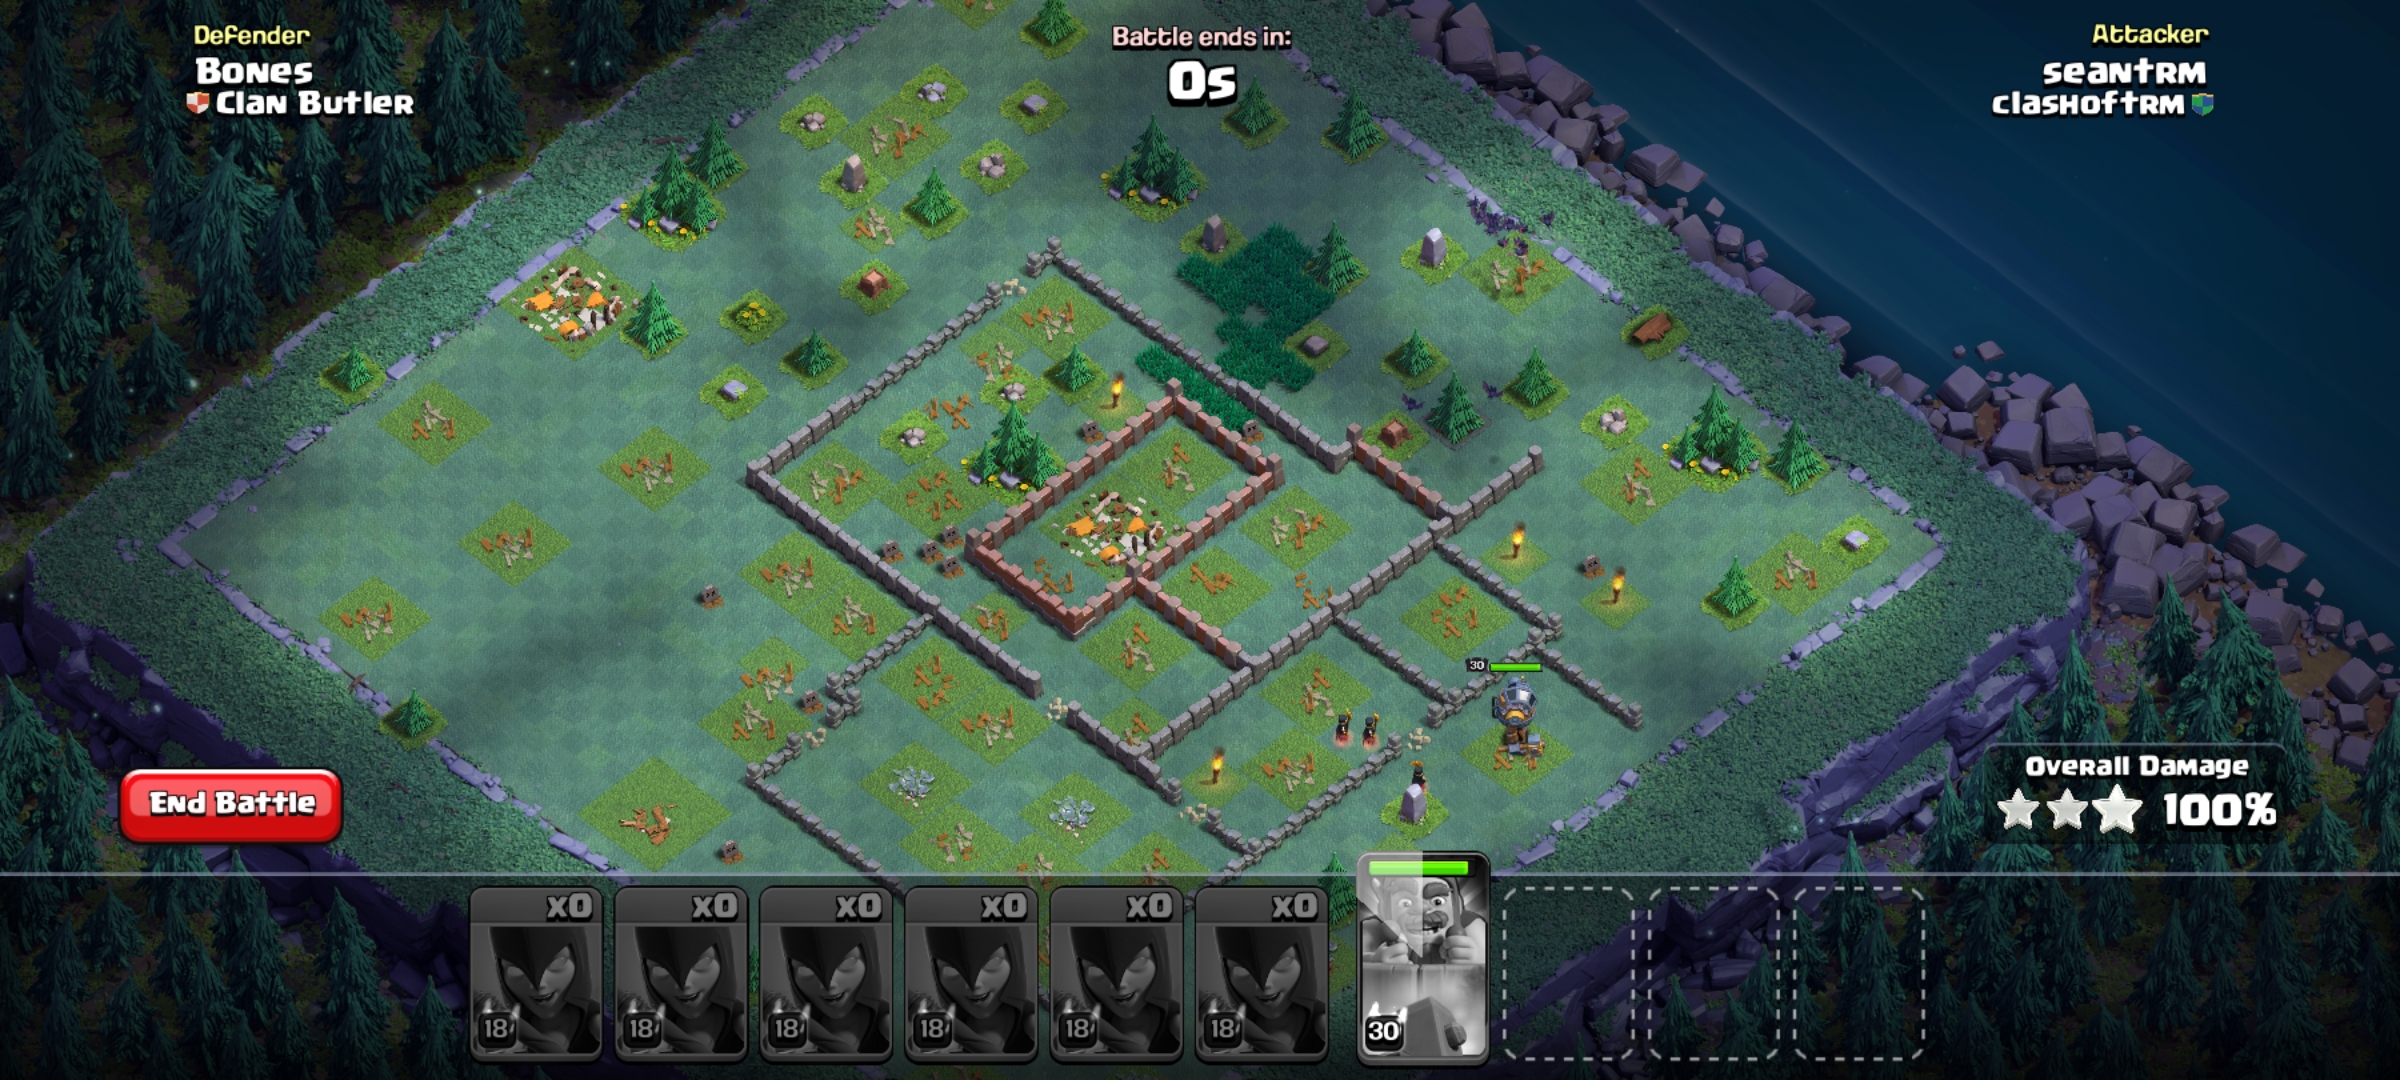 Defender
Bones
Clan Butler
Battle ends in:
0s
Attacker
seantRM
clashoftRM
30
End Battle
Overall Damage
100%
x0
x0
x0
x0
x0
x0
18
18
18
18
18
18
30